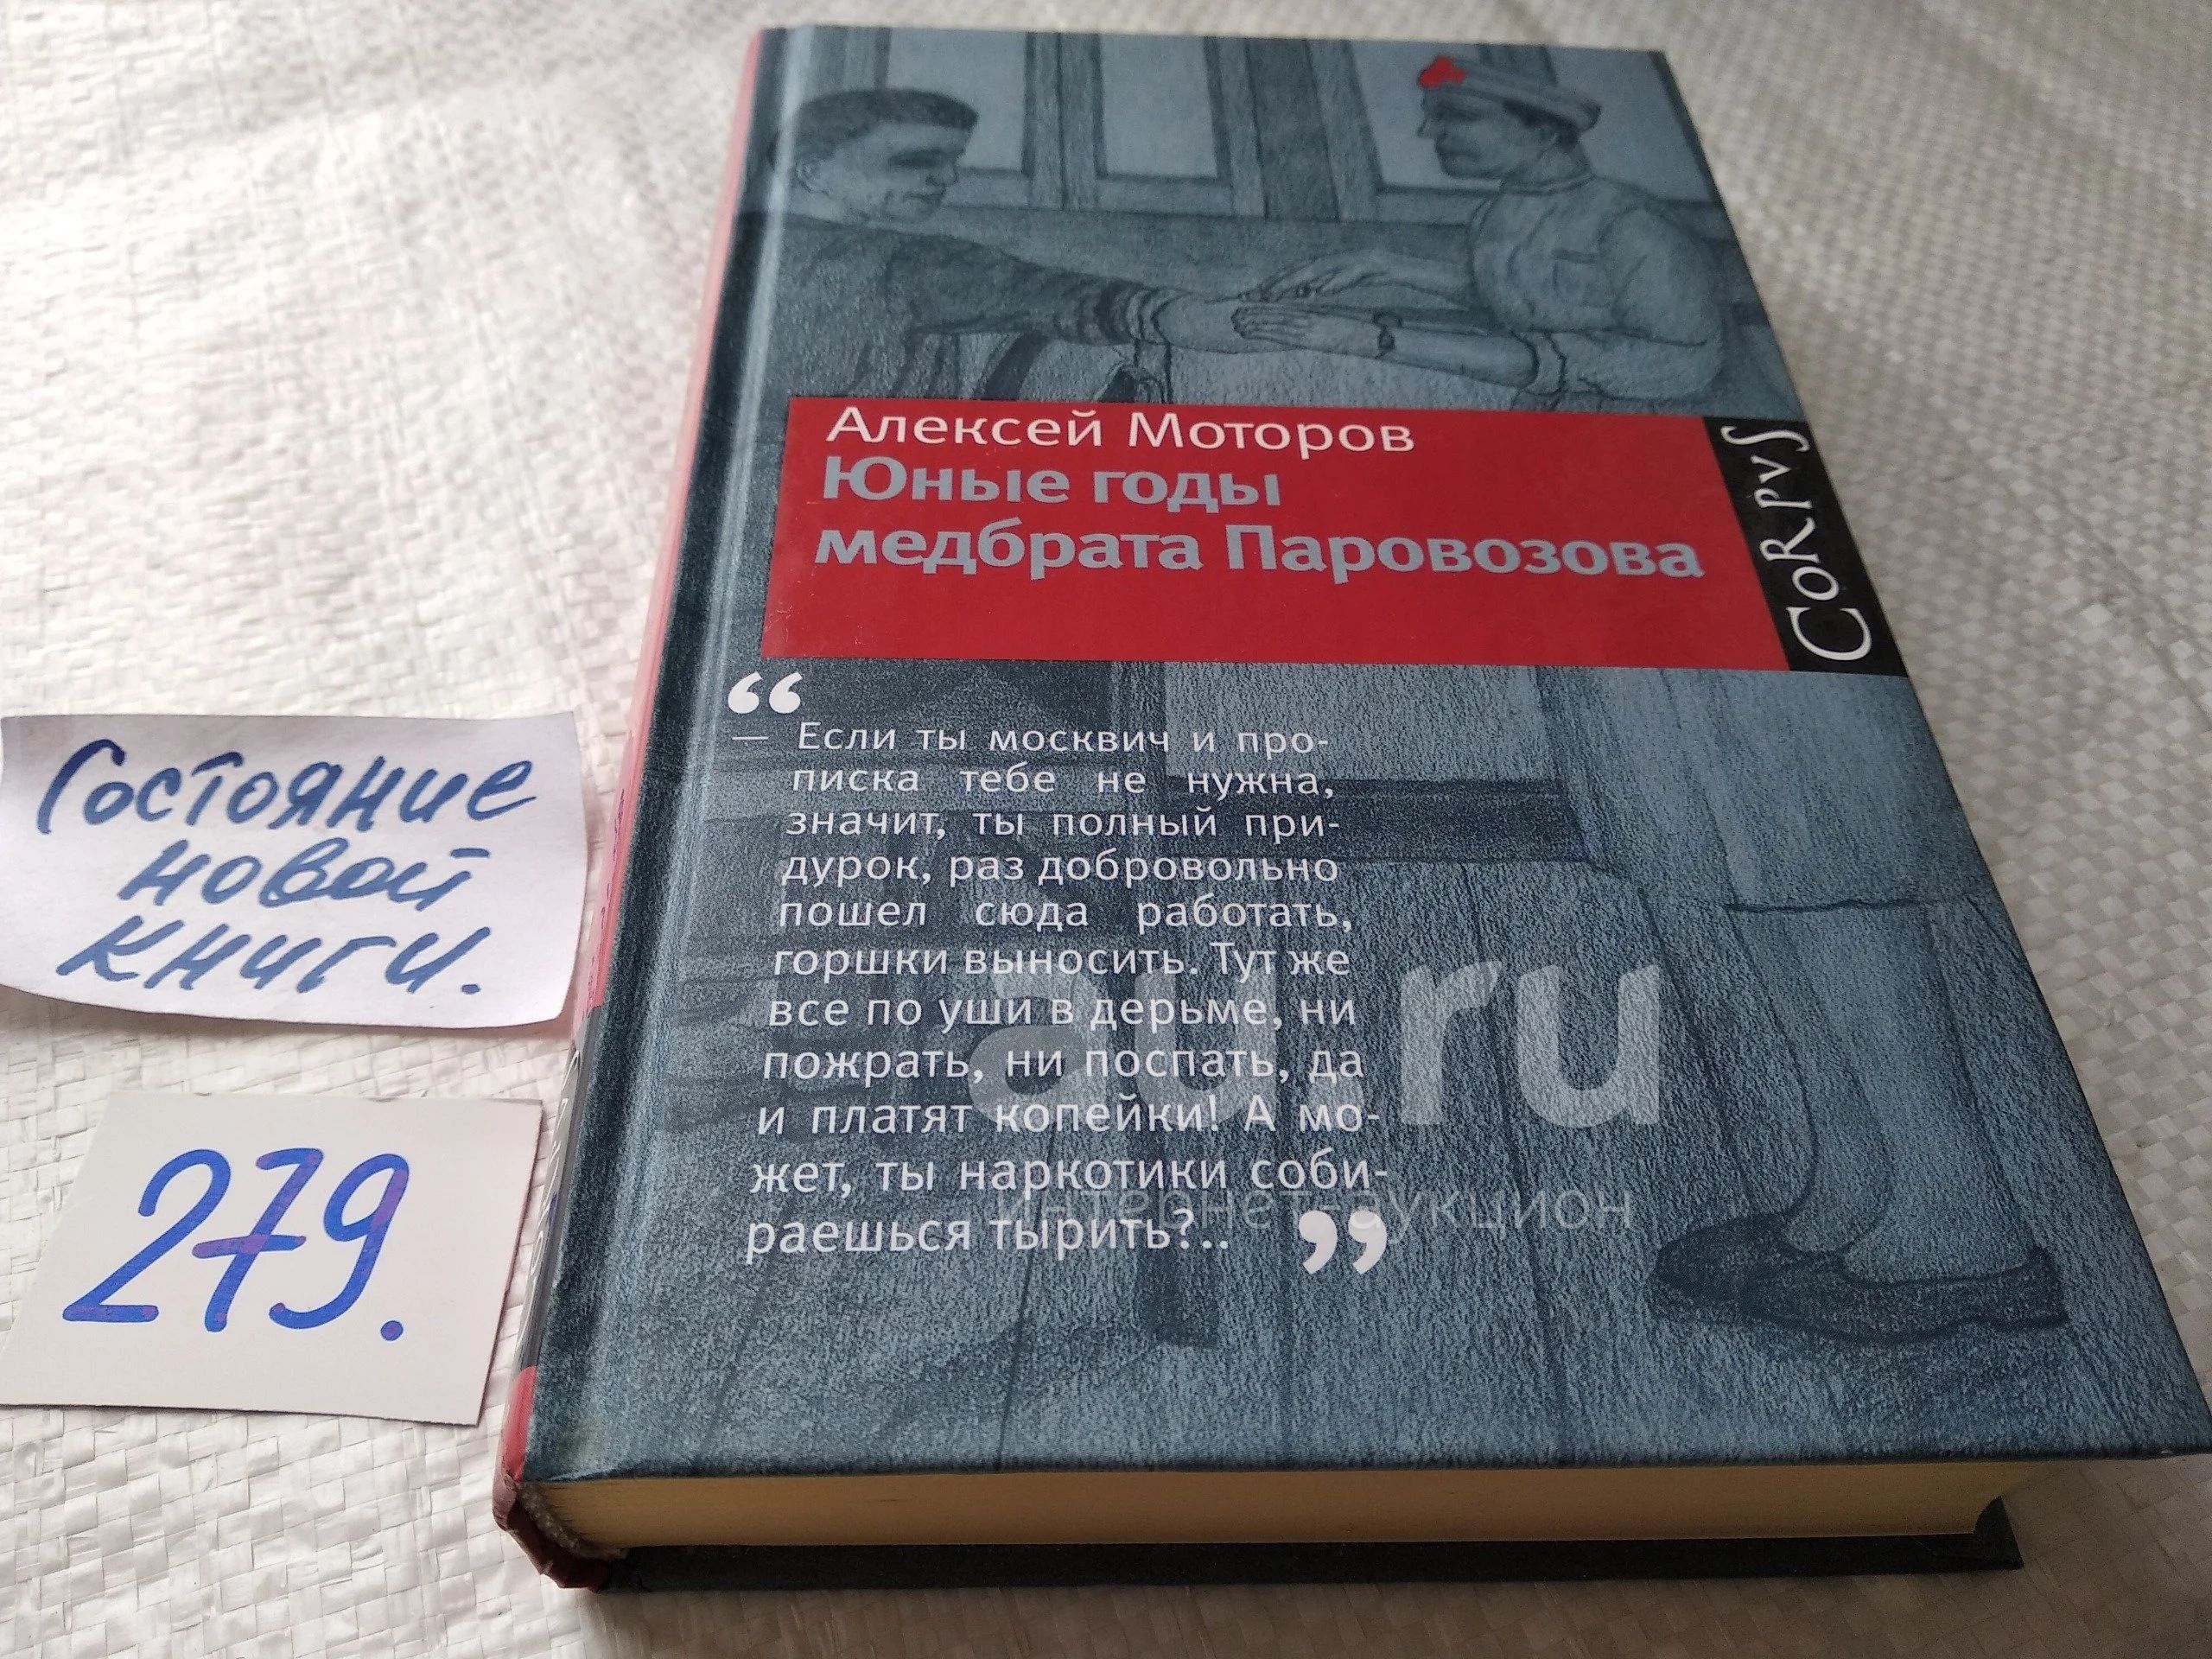 Алексей Моторов
Юные годы
медбрата Паровозова
CORPVS
“
— Если ты москвич и про-
писка тебе не нужна,
значит, ты полный при-
дурок, раз добровольно
пошел сюда работать,
горшки выносить. Тут же
все по уши в дерьме, ни
пожрать, ни поспать, да
и платят копейки! А мо-
жет, ты наркотики соби-
раешься тырить?..
”
Состояние
новой
книги.
279.
au.ru
интернет-аукцион